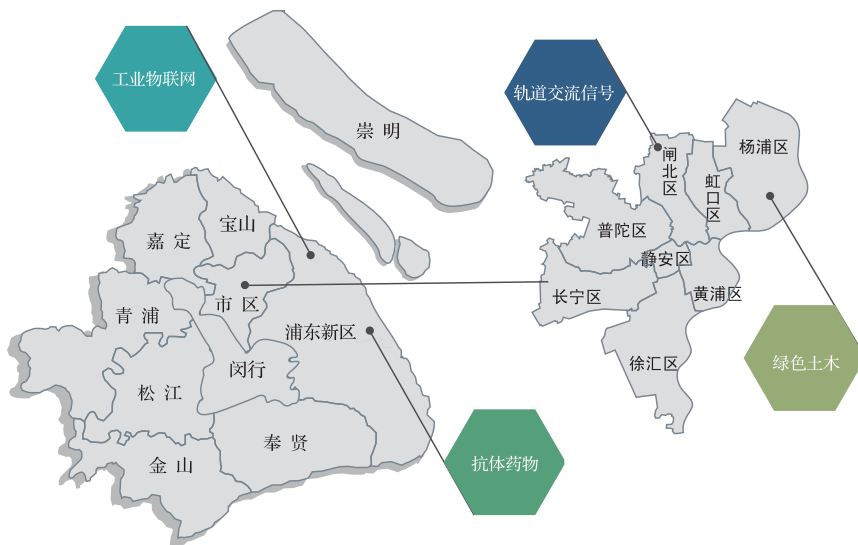 工业物联网
轨道交流信号
崇明
闸北区
杨浦区
虹口区
宝山
嘉定
普陀区
静安区
市区
长宁区
黄浦区
青浦
浦东新区
闵行
徐汇区
绿色土木
松江
奉贤
金山
抗体药物